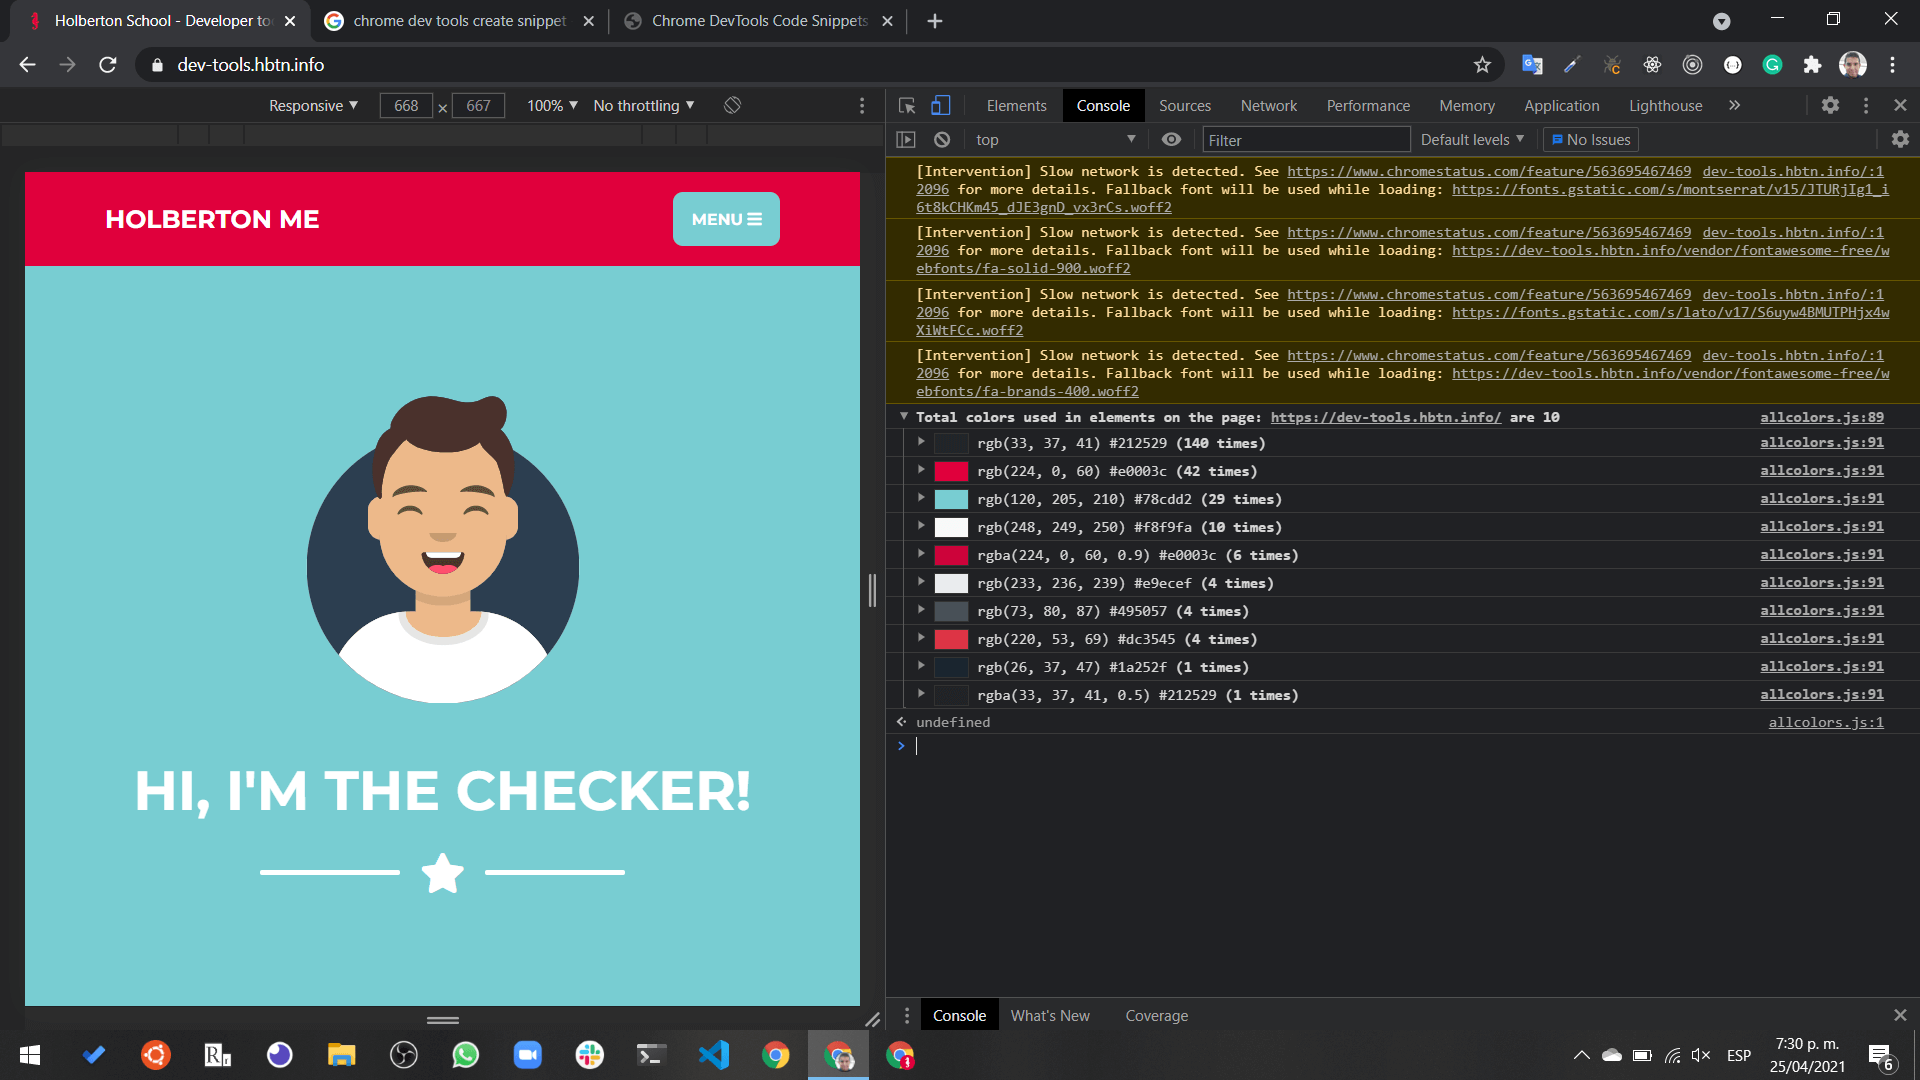 Holberton School - Developer to
chrome dev tools create snippet
Chrome DevTools Code Snippets
dev-tools.hbtn.info
Responsive ▼ 668 × 667 100% ▼ No throttling ▼
Elements Console Sources Network Performance Memory Application Lighthouse »
top ▼ Filter Default levels ▼ No Issues
HOLBERTON ME
MENU
HI, I'M THE CHECKER!
[Intervention] Slow network is detected. See https://www.chromestatus.com/feature/563695467469 dev-tools.hbtn.info/:1
2096 for more details. Fallback font will be used while loading: https://fonts.gstatic.com/s/montserrat/v15/JTURjIg1_i
6t8kCHKm45_dJE3gnD_vx3rCs.woff2
[Intervention] Slow network is detected. See https://www.chromestatus.com/feature/563695467469 dev-tools.hbtn.info/:1
2096 for more details. Fallback font will be used while loading: https://dev-tools.hbtn.info/vendor/fontawesome-free/w
ebfonts/fa-solid-900.woff2
[Intervention] Slow network is detected. See https://www.chromestatus.com/feature/563695467469 dev-tools.hbtn.info/:1
2096 for more details. Fallback font will be used while loading: https://fonts.gstatic.com/s/lato/v17/S6uyw4BMUTPHjx4w
XiWtFCc.woff2
[Intervention] Slow network is detected. See https://www.chromestatus.com/feature/563695467469 dev-tools.hbtn.info/:1
2096 for more details. Fallback font will be used while loading: https://dev-tools.hbtn.info/vendor/fontawesome-free/w
ebfonts/fa-brands-400.woff2
Total colors used in elements on the page: https://dev-tools.hbtn.info/ are 10 allcolors.js:89
rgb(33, 37, 41) #212529 (140 times) allcolors.js:91
rgb(224, 0, 60) #e0003c (42 times) allcolors.js:91
rgb(120, 205, 210) #78cdd2 (29 times) allcolors.js:91
rgb(248, 249, 250) #f8f9fa (10 times) allcolors.js:91
rgba(224, 0, 60, 0.9) #e0003c (6 times) allcolors.js:91
rgb(233, 236, 239) #e9ecef (4 times) allcolors.js:91
rgb(73, 80, 87) #495057 (4 times) allcolors.js:91
rgb(220, 53, 69) #dc3545 (4 times) allcolors.js:91
rgb(26, 37, 47) #1a252f (1 times) allcolors.js:91
rgba(33, 37, 41, 0.5) #212529 (1 times) allcolors.js:91
undefined allcolors.js:1
Console What's New Coverage
ESP
7:30 p. m.
25/04/2021
6